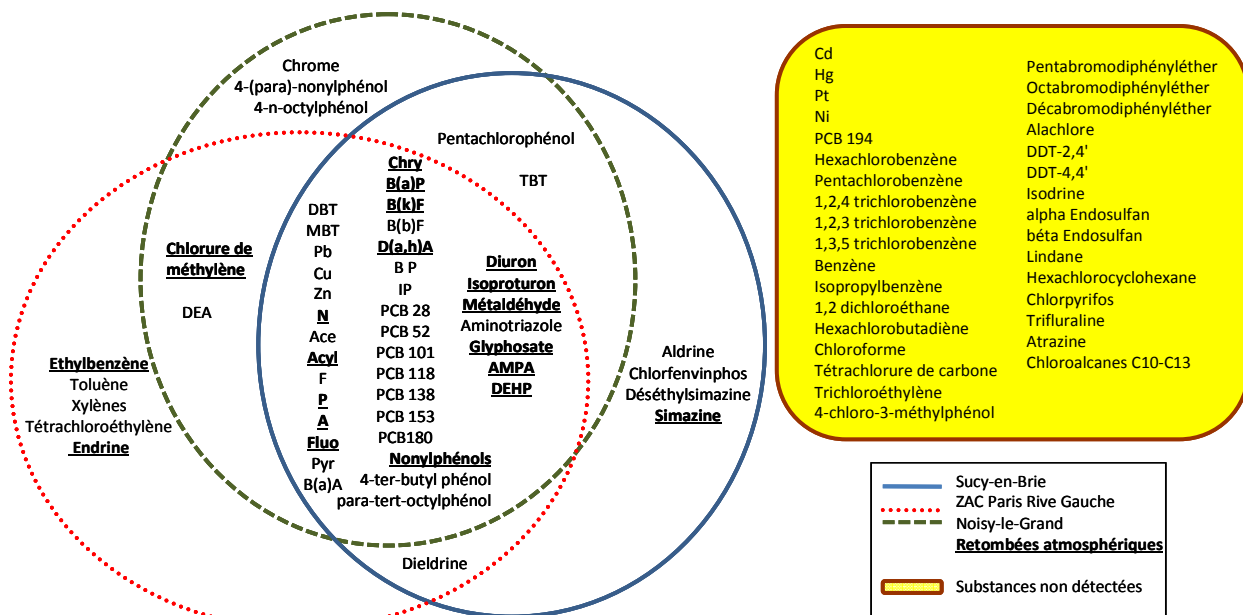 Chrome
4-(para)-nonylphénol
4-n-octylphénol
Pentachlorophénol
TBT
Chlorure de
méthylène
DEA
Ethylbenzène
Toluène
Xylènes
Tétrachloroéthylène
Endrine
DBT
MBT
Pb
Cu
Zn
N
Ace
Acyl
F
P
A
Fluo
Pyr
B(a)A
Chry
B(a)P
B(k)F
B(b)F
D(a,h)A
B P
IP
PCB 28
PCB 52
PCB 101
PCB 118
PCB 138
PCB 153
PCB180
Nonylphénols
4-ter-butyl phénol
para-tert-octylphénol
Diuron
Isoproturon
Métaldéhyde
Aminotriazole
Glyphosate
AMPA
DEHP
Aldrine
Chlorfenvinphos
Déséthylsimazine
Simazine
Dieldrine
Cd
Hg
Pt
Ni
PCB 194
Hexachlorobenzène
Pentachlorobenzène
1,2,4 trichlorobenzène
1,2,3 trichlorobenzène
1,3,5 trichlorobenzène
Benzène
Isopropylbenzène
1,2 dichloroéthane
Hexachlorobutadiène
Chloroforme
Tétrachlorure de carbone
Trichloroéthylène
4-chloro-3-méthylphénol
Pentabromodiphényléther
Octabromodiphényléther
Décabromodiphényléther
Alachlore
DDT-2,4'
DDT-4,4'
Isodrine
alpha Endosulfan
béta Endosulfan
Lindane
Hexachlorocyclohexane
Chlorpyrifos
Trifluraline
Atrazine
Chloroalcanes C10-C13
Sucy-en-Brie
ZAC Paris Rive Gauche
Noisy-le-Grand
Retombées atmosphériques
Substances non détectées